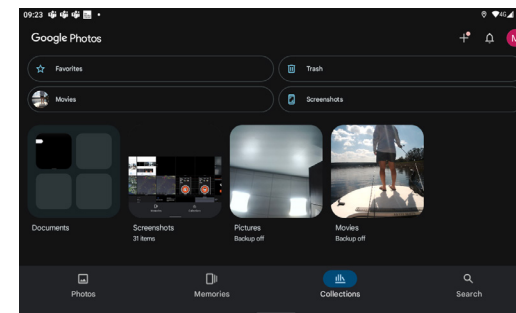 09:23
4G
Google Photos
M
Favorites
Trash
Movies
Screenshots
Documents
Screenshots
31 items
Pictures
Backup off
Movies
Backup off
Photos
Memories
Collections
Search